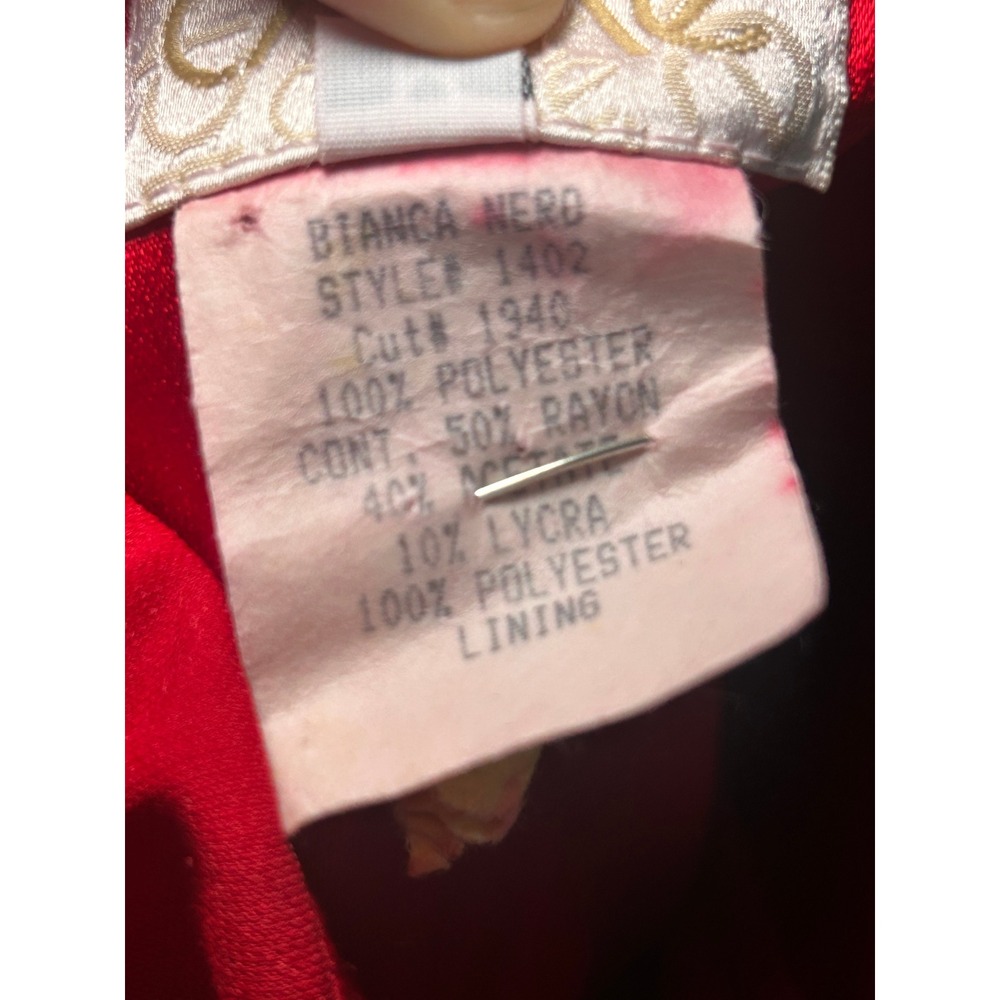 BIANCA NERO
STYLE# 1402
Cut# 1940
100% POLYESTER
CONT. 50% RAYON
40% ACETATE
10% LYCRA
100% POLYESTER
LINING